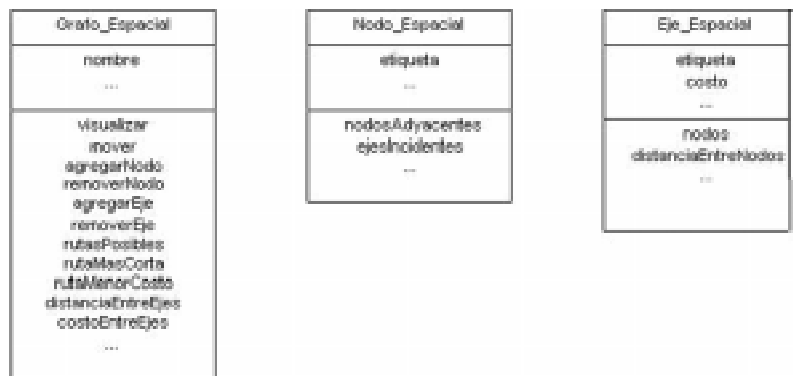 Grafo_Espacial
nombre
...
visualizar
mover
agregarNodo
removerNodo
agregarEje
removerEje
rutasPosibles
rutaMasCorta
rutaMenorCosto
distanciaEntreEjes
costoEntreEjes
...
Nodo_Espacial
etiqueta
...
nodosAdyacentes
ejesIncidentes
...
Eje_Espacial
etiqueta
costo
...
nodos
distanciaEntreNodos
...